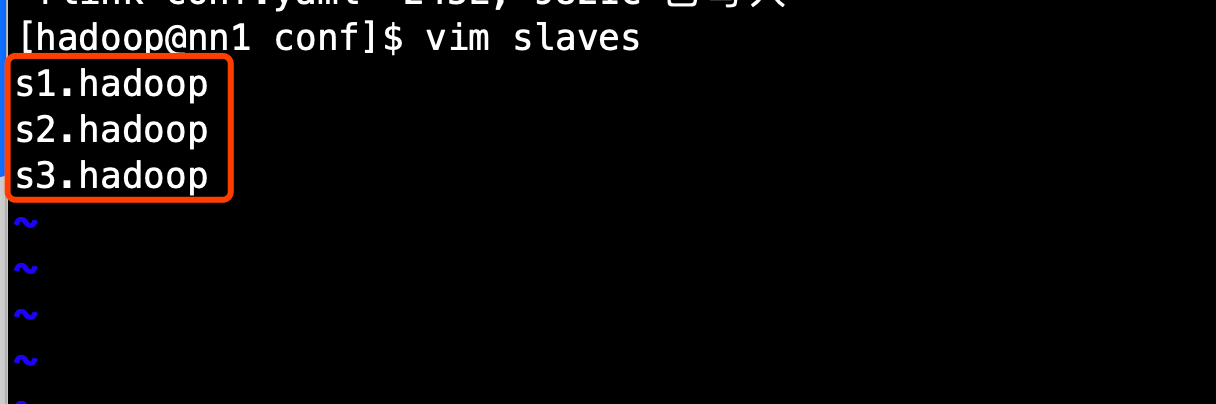 [hadoop@nn1 conf]$ vim slaves
s1.hadoop
s2.hadoop
s3.hadoop
~
~
~
~